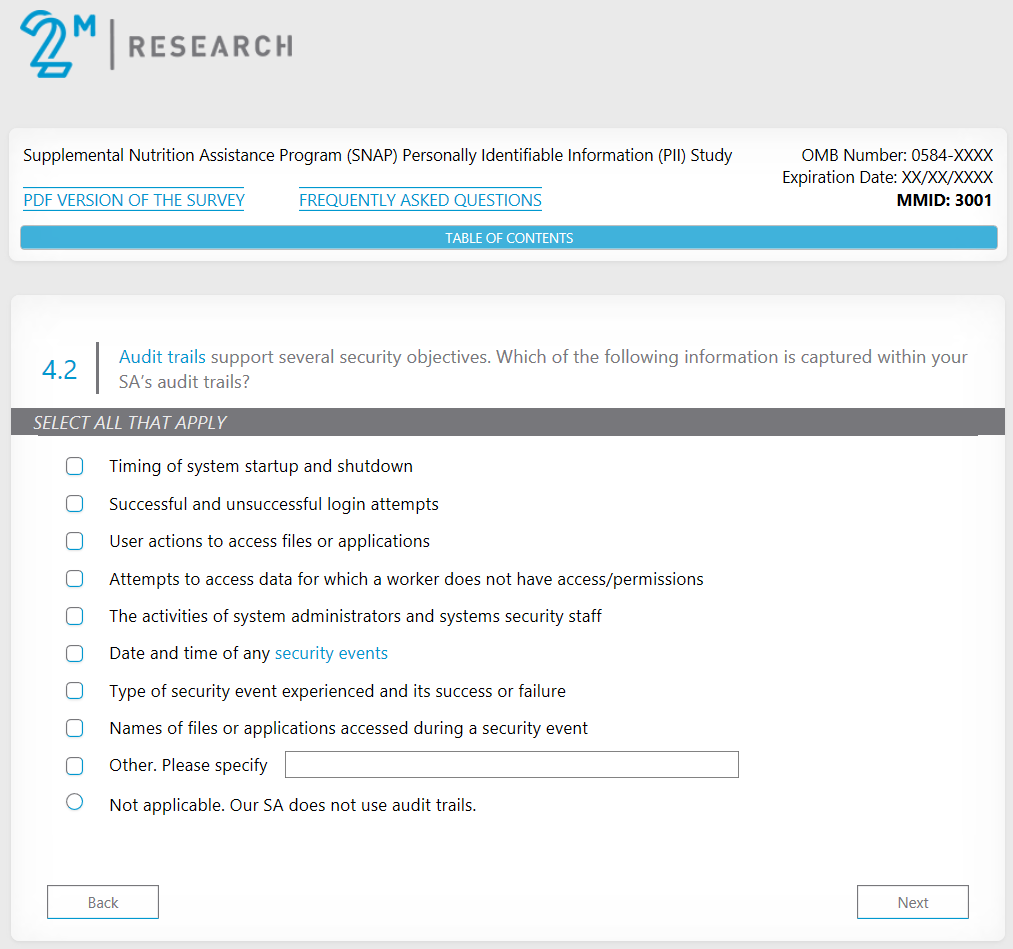 2M RESEARCH
Supplemental Nutrition Assistance Program (SNAP) Personally Identifiable Information (PII) Study
OMB Number: 0584-XXXX
Expiration Date: XX/XX/XXXX
PDF VERSION OF THE SURVEY
FREQUENTLY ASKED QUESTIONS
MMID: 3001
TABLE OF CONTENTS
4.2
Audit trails support several security objectives. Which of the following information is captured within your
SA's audit trails?
SELECT ALL THAT APPLY
Timing of system startup and shutdown
Successful and unsuccessful login attempts
User actions to access files or applications
Attempts to access data for which a worker does not have access/permissions
The activities of system administrators and systems security staff
Date and time of any security events
Type of security event experienced and its success or failure
Names of files or applications accessed during a security event
Other. Please specify
Not applicable. Our SA does not use audit trails.
Back
Next